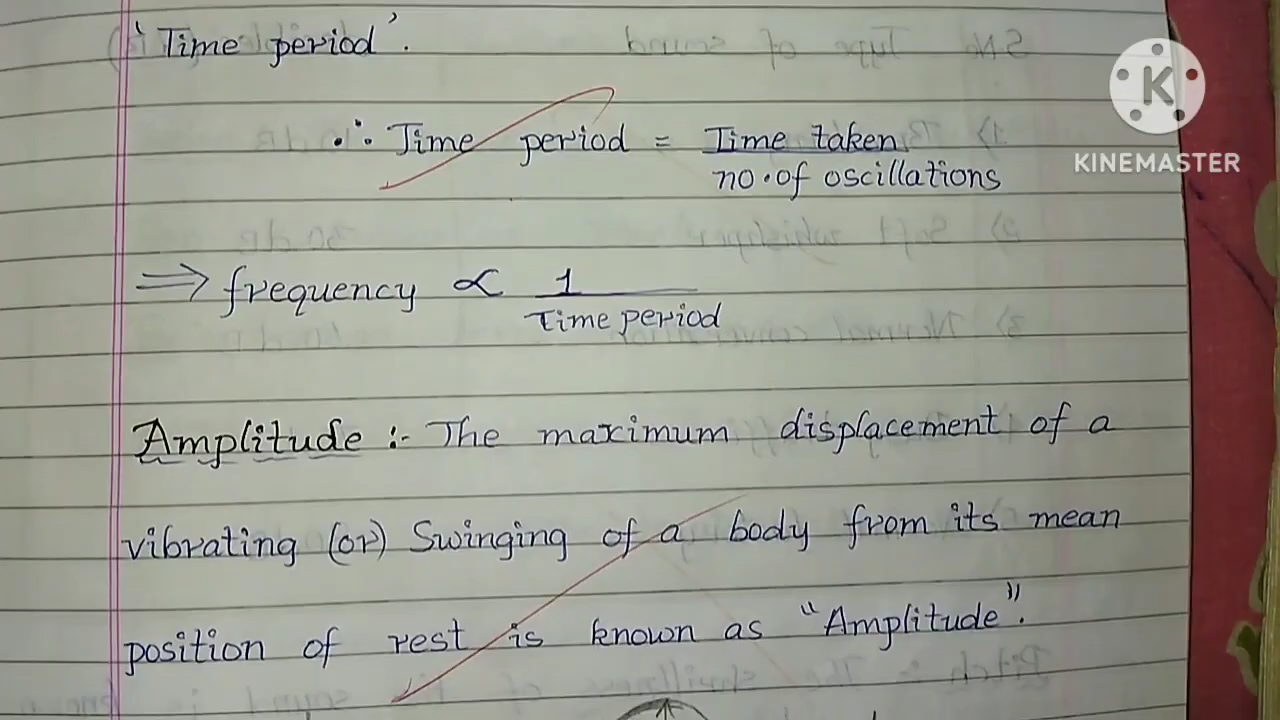 'Time period'.
K
KINEMASTER
∴ Time period = Time taken
no. of oscillations
⇒ frequency ∝ 1
Time period
Amplitude :- The maximum displacement of a
vibrating (or) Swinging of a body from its mean
position of rest is known as "Amplitude".